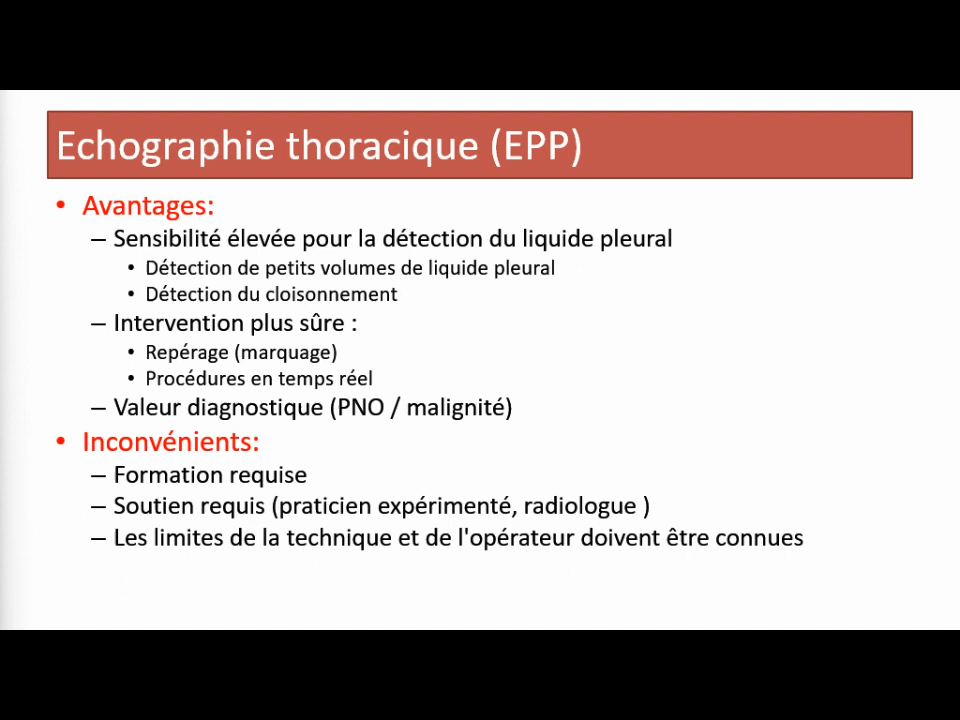 Echographie thoracique (EPP)
• Avantages:
– Sensibilité élevée pour la détection du liquide pleural
• Détection de petits volumes de liquide pleural
• Détection du cloisonnement
– Intervention plus sûre :
• Repérage (marquage)
• Procédures en temps réel
– Valeur diagnostique (PNO / malignité)
• Inconvénients:
– Formation requise
– Soutien requis (praticien expérimenté, radiologue )
– Les limites de la technique et de l'opérateur doivent être connues